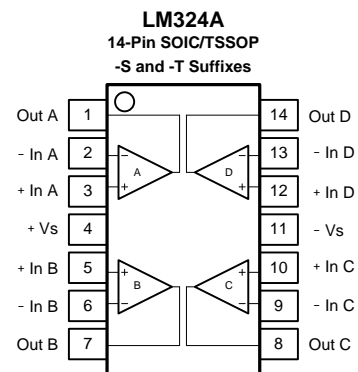 LM324A
14-Pin SOIC/TSSOP
-S and -T Suffixes
Out A 1 14 Out D
- In A 2 - - 13 - In D
A D
+ In A 3 + + 12 + In D
+ Vs 4 11 - Vs
+ In B 5 + + 10 + In C
B C
- In B 6 - - 9 - In C
Out B 7 8 Out C